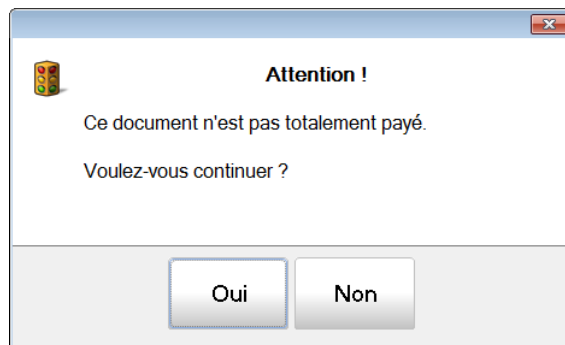 Attention !
Ce document n'est pas totalement payé.
Voulez-vous continuer ?
Oui
Non